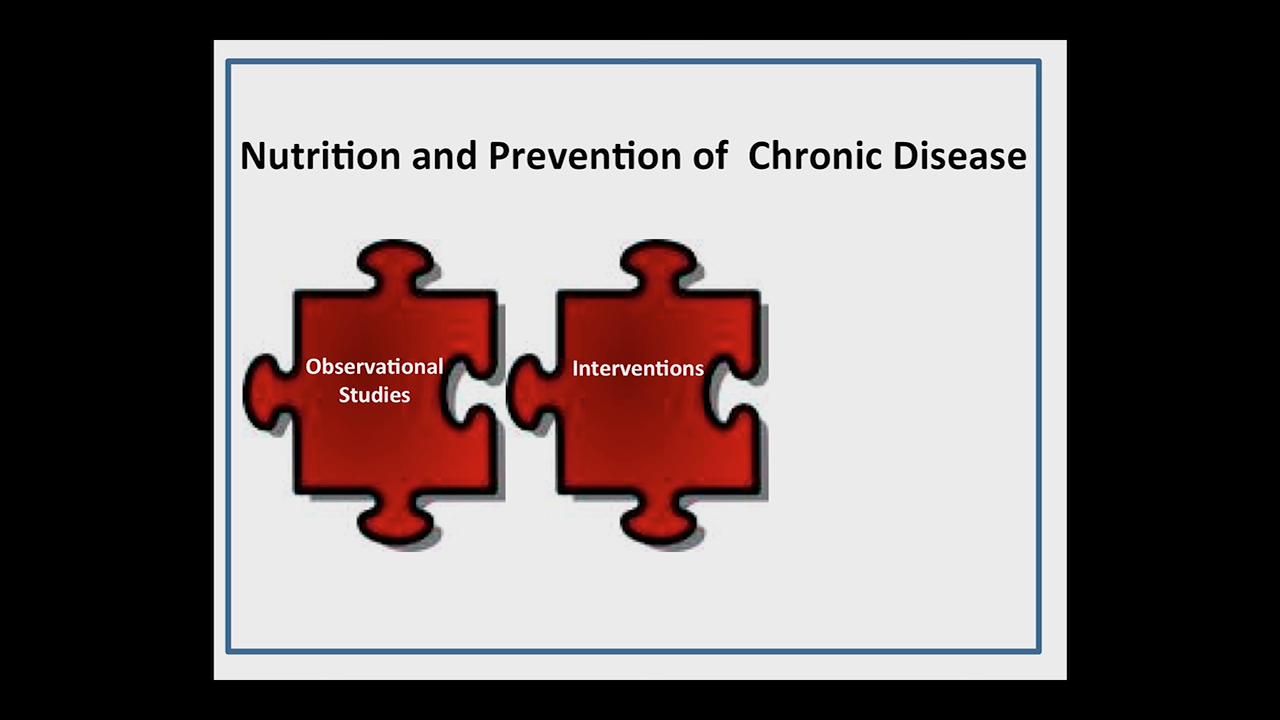 Nutrition and Prevention of Chronic Disease
Observational
Studies
Interventions